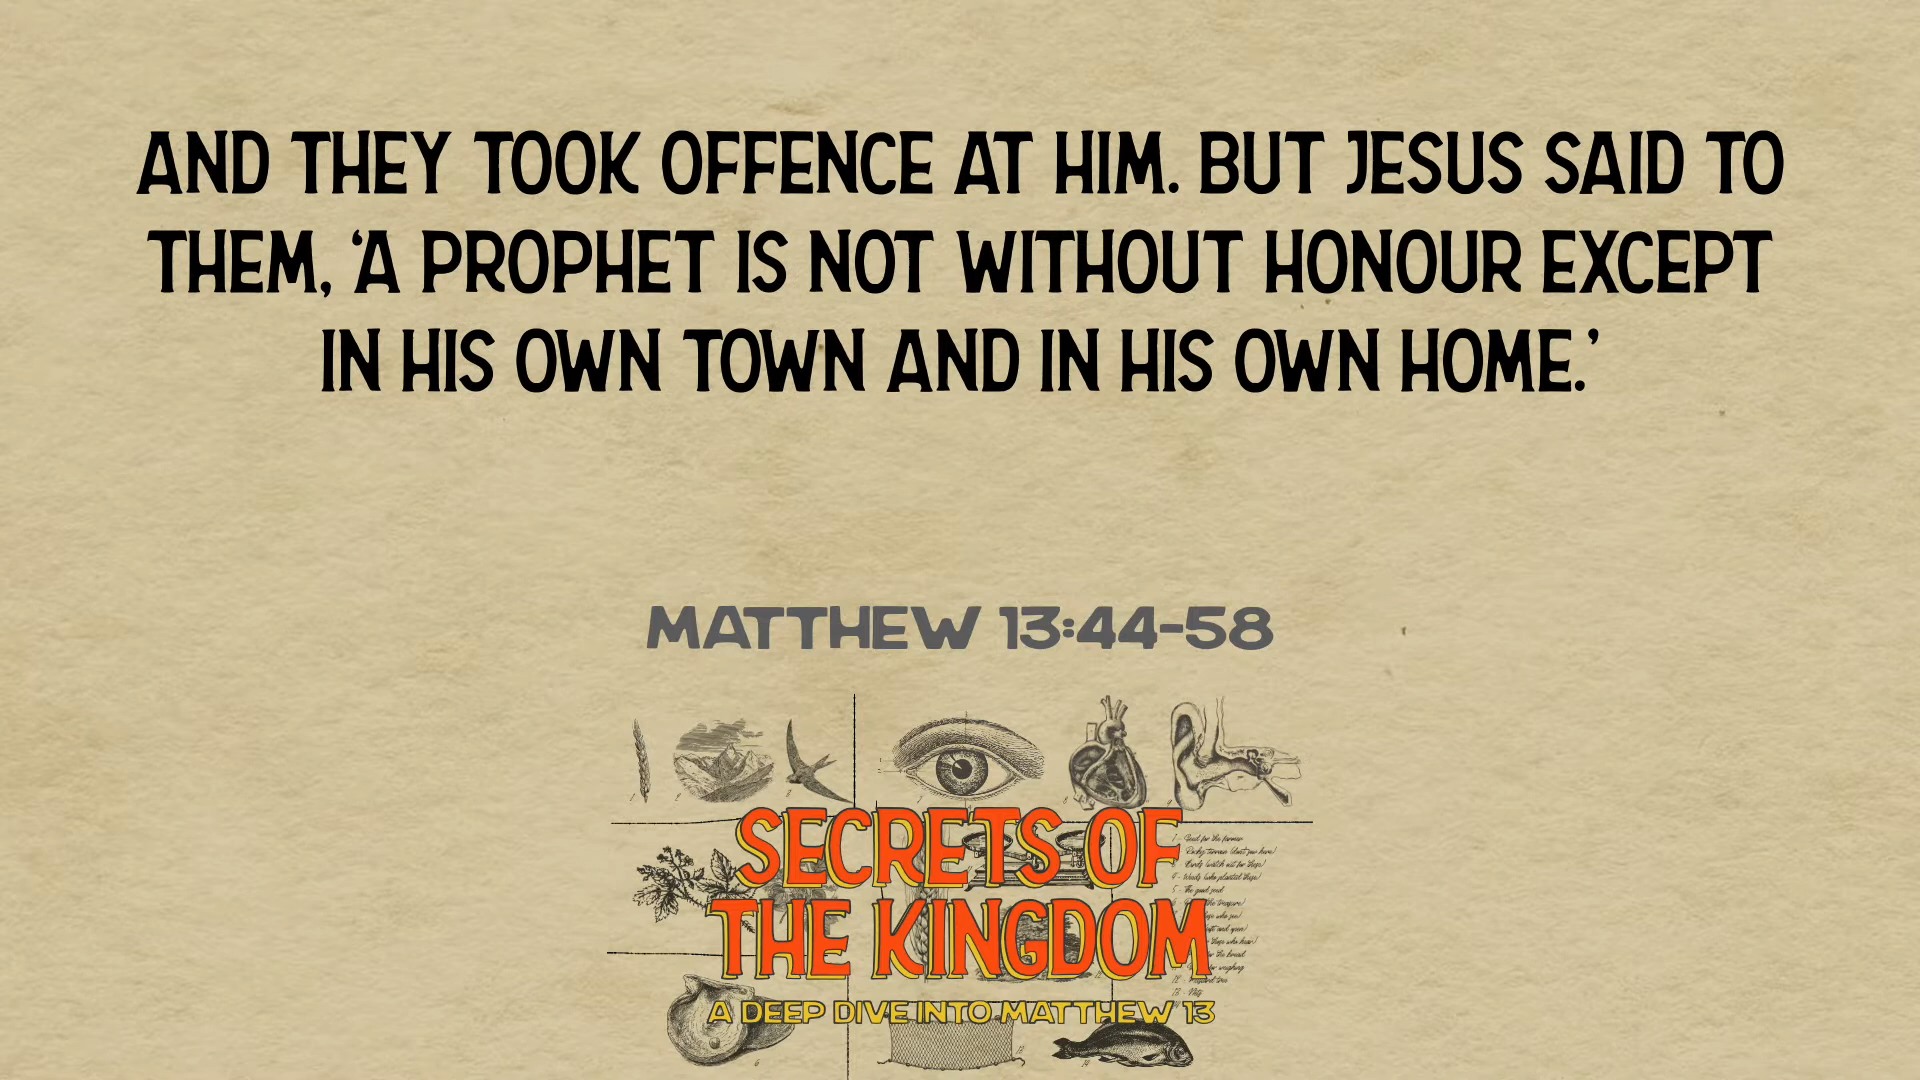 AND THEY TOOK OFFENCE AT HIM. BUT JESUS SAID TO
THEM, ‘A PROPHET IS NOT WITHOUT HONOUR EXCEPT
IN HIS OWN TOWN AND IN HIS OWN HOME.’
MATTHEW 13:44-58
SECRETS OF
THE KINGDOM
A DEEP DIVE INTO MATTHEW 13